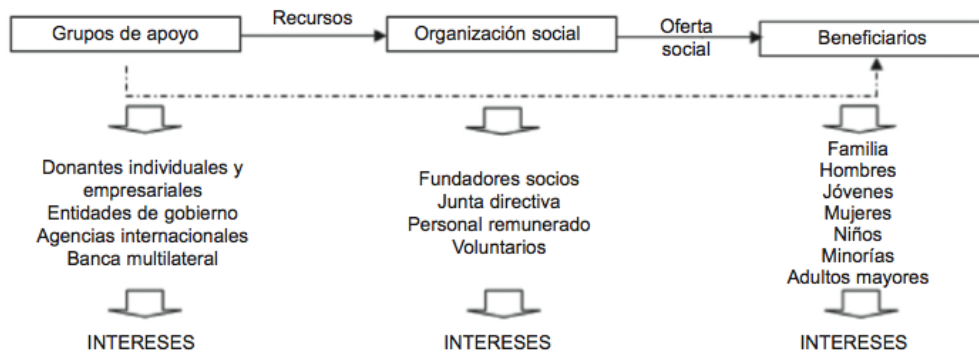 Grupos de apoyo
Recursos
Organización social
Oferta
social
Beneficiarios
Donantes individuales y
empresariales
Entidades de gobierno
Agencias internacionales
Banca multilateral
Fundadores socios
Junta directiva
Personal remunerado
Voluntarios
Familia
Hombres
Jóvenes
Mujeres
Niños
Minorías
Adultos mayores
INTERESES
INTERESES
INTERESES